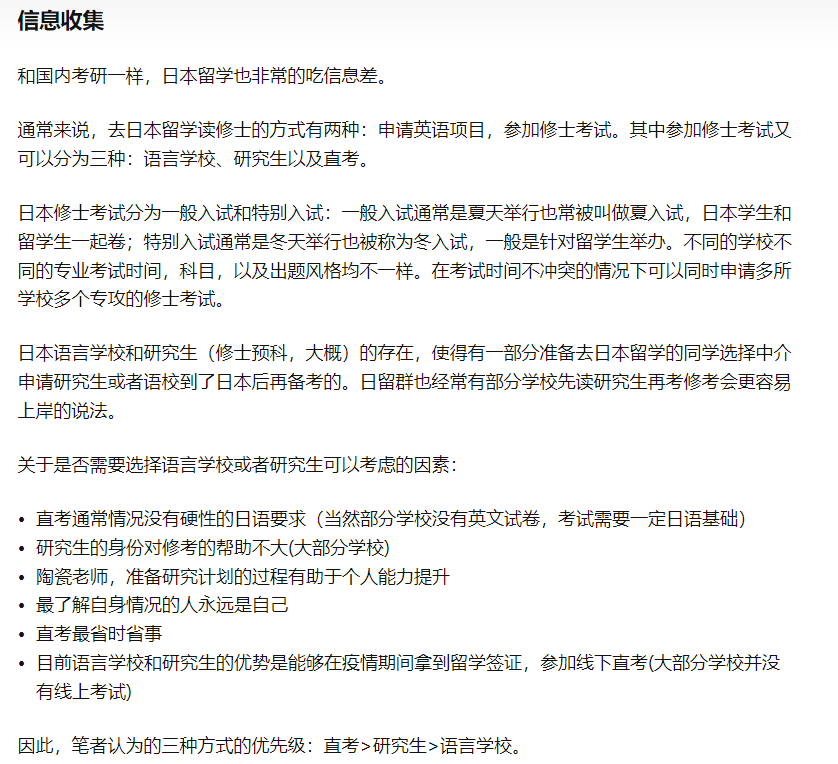 信息收集
和国内考研一样，日本留学也非常的吃信息差。
通常来说，去日本留学读修士的方式有两种：申请英语项目，参加修士考试。其中参加修士考试又
可以分为三种：语言学校、研究生以及直考。
日本修士考试分为一般入试和特别入试：一般入试通常是夏天举行也常被叫做夏入试，日本学生和
留学生一起卷；特别入试通常是冬天举行也被称为冬入试，一般是针对留学生举办。不同的学校不
同的专业考试时间，科目，以及出题风格均不一样。在考试时间不冲突的情况下可以同时申请多所
学校多个专攻的修士考试。
日本语言学校和研究生（修士预科，大概）的存在，使得有一部分准备去日本留学的同学选择中介
申请研究生或者语校到了日本后再备考的。日留群也经常有部分学校先读研究生再考修考会更容易
上岸的说法。
关于是否需要选择语言学校或者研究生可以考虑的因素：
• 直考通常情况没有硬性的日语要求（当然部分学校没有英文试卷，考试需要一定日语基础）
• 研究生的身份对修考的帮助不大(大部分学校)
• 陶瓷老师，准备研究计划的过程有助于个人能力提升
• 最了解自身情况的人永远是自己
• 直考最省时省事
• 目前语言学校和研究生的优势是能够在疫情期间拿到留学签证，参加线下直考(大部分学校并没
有线上考试)
因此，笔者认为的三种方式的优先级：直考>研究生>语言学校。